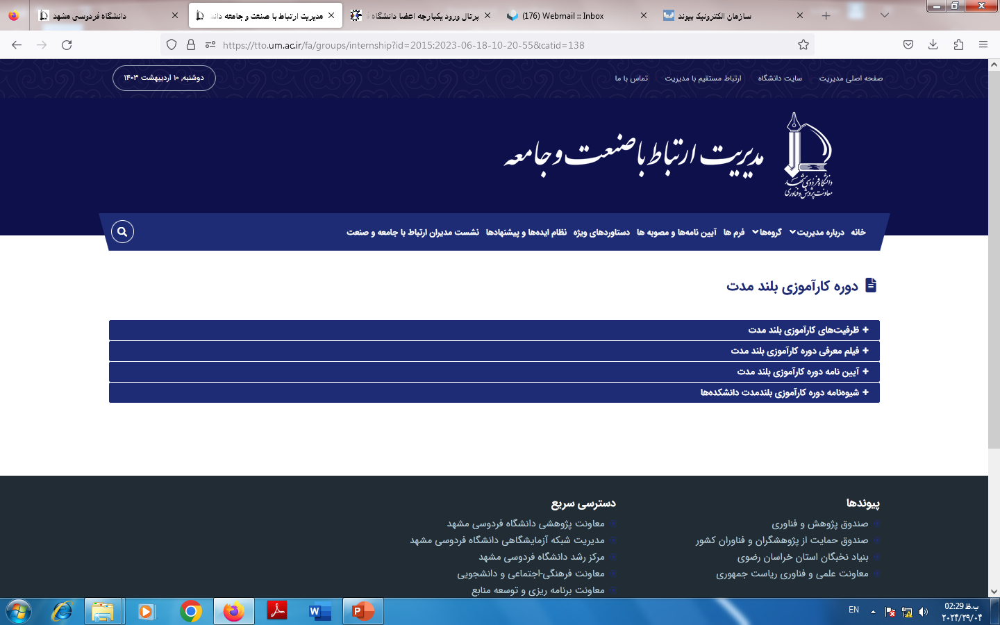 دانشگاه فردوسی مشهد
مدیریت ارتباط با صنعت و جامعه دانش
پرتال ورود یکپارچه اعضا دانشگاه ف
(176) Webmail :: Inbox
سازمان الکترونیک پیوند
https://tto.um.ac.ir/fa/groups/internship?id=2015:2023-06-18-10-20-55&catid=138
صفحه اصلی مدیریت
سایت دانشگاه
ارتباط مستقیم با مدیریت
تماس با ما
دوشنبه, ۱۰ اردیبهشت ۱۴۰۳
مدیریت ارتباط با صنعت و جامعه
دانشگاه فردوسی مشهد
معاونت پژوهش و فناوری
خانه درباره مدیریت گروه‌ها فرم ها آیین نامه‌ها و مصوبه ها دستاوردهای ویژه نظام ایده‌ها و پیشنهادها نشست مدیران ارتباط با جامعه و صنعت
دوره کارآموزی بلند مدت
+ ظرفیت‌های کارآموزی بلند مدت
+ فیلم معرفی دوره کارآموزی بلند مدت
+ آیین نامه دوره کارآموزی بلند مدت
+ شیوه‌نامه دوره کارآموزی بلندمدت دانشکده‌ها
پیوندها
صندوق پژوهش و فناوری
صندوق حمایت از پژوهشگران و فناوران کشور
بنیاد نخبگان استان خراسان رضوی
معاونت علمی و فناوری ریاست جمهوری
دسترسی سریع
معاونت پژوهشی دانشگاه فردوسی مشهد
مدیریت شبکه آزمایشگاهی دانشگاه فردوسی مشهد
مرکز رشد دانشگاه فردوسی مشهد
معاونت فرهنگی-اجتماعی و دانشجویی
معاونت برنامه ریزی و توسعه منابع
EN
02:29 ب.ظ
۲۰۲۴/۲۹/۰۴